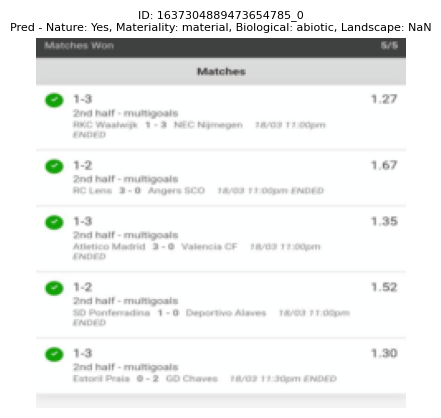 ID: 1637304889473654785_0
Pred - Nature: Yes, Materiality: material, Biological: abiotic, Landscape: NaN
Matches Won 5/5
Matches
1-3 1.27
2nd half - multigoals
RKC Waalwijk 1 - 3 NEC Nijmegen 18/03 11:00pm
ENDED
1-2 1.67
2nd half - multigoals
RC Lens 3 - 0 Angers SCO 18/03 11:00pm ENDED
1-3 1.35
2nd half - multigoals
Atletico Madrid 3 - 0 Valencia CF 18/03 11:00pm
ENDED
1-2 1.52
2nd half - multigoals
SD Ponferradina 1 - 0 Deportivo Alaves 18/03 11:00pm
ENDED
1-3 1.30
2nd half - multigoals
Estoril Praia 0 - 2 GD Chaves 18/03 11:30pm ENDED